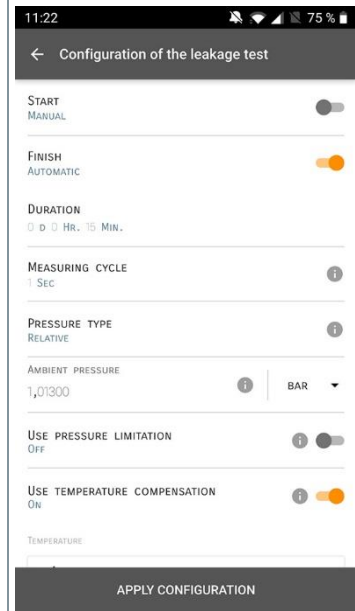 11:22 75 %
Configuration of the leakage test
START
MANUAL
FINISH
AUTOMATIC
DURATION
0 D 0 HR. 15 MIN.
MEASURING CYCLE
1 SEC
PRESSURE TYPE
RELATIVE
AMBIENT PRESSURE
1,01300 BAR
USE PRESSURE LIMITATION
OFF
USE TEMPERATURE COMPENSATION
ON
TEMPERATURE
APPLY CONFIGURATION